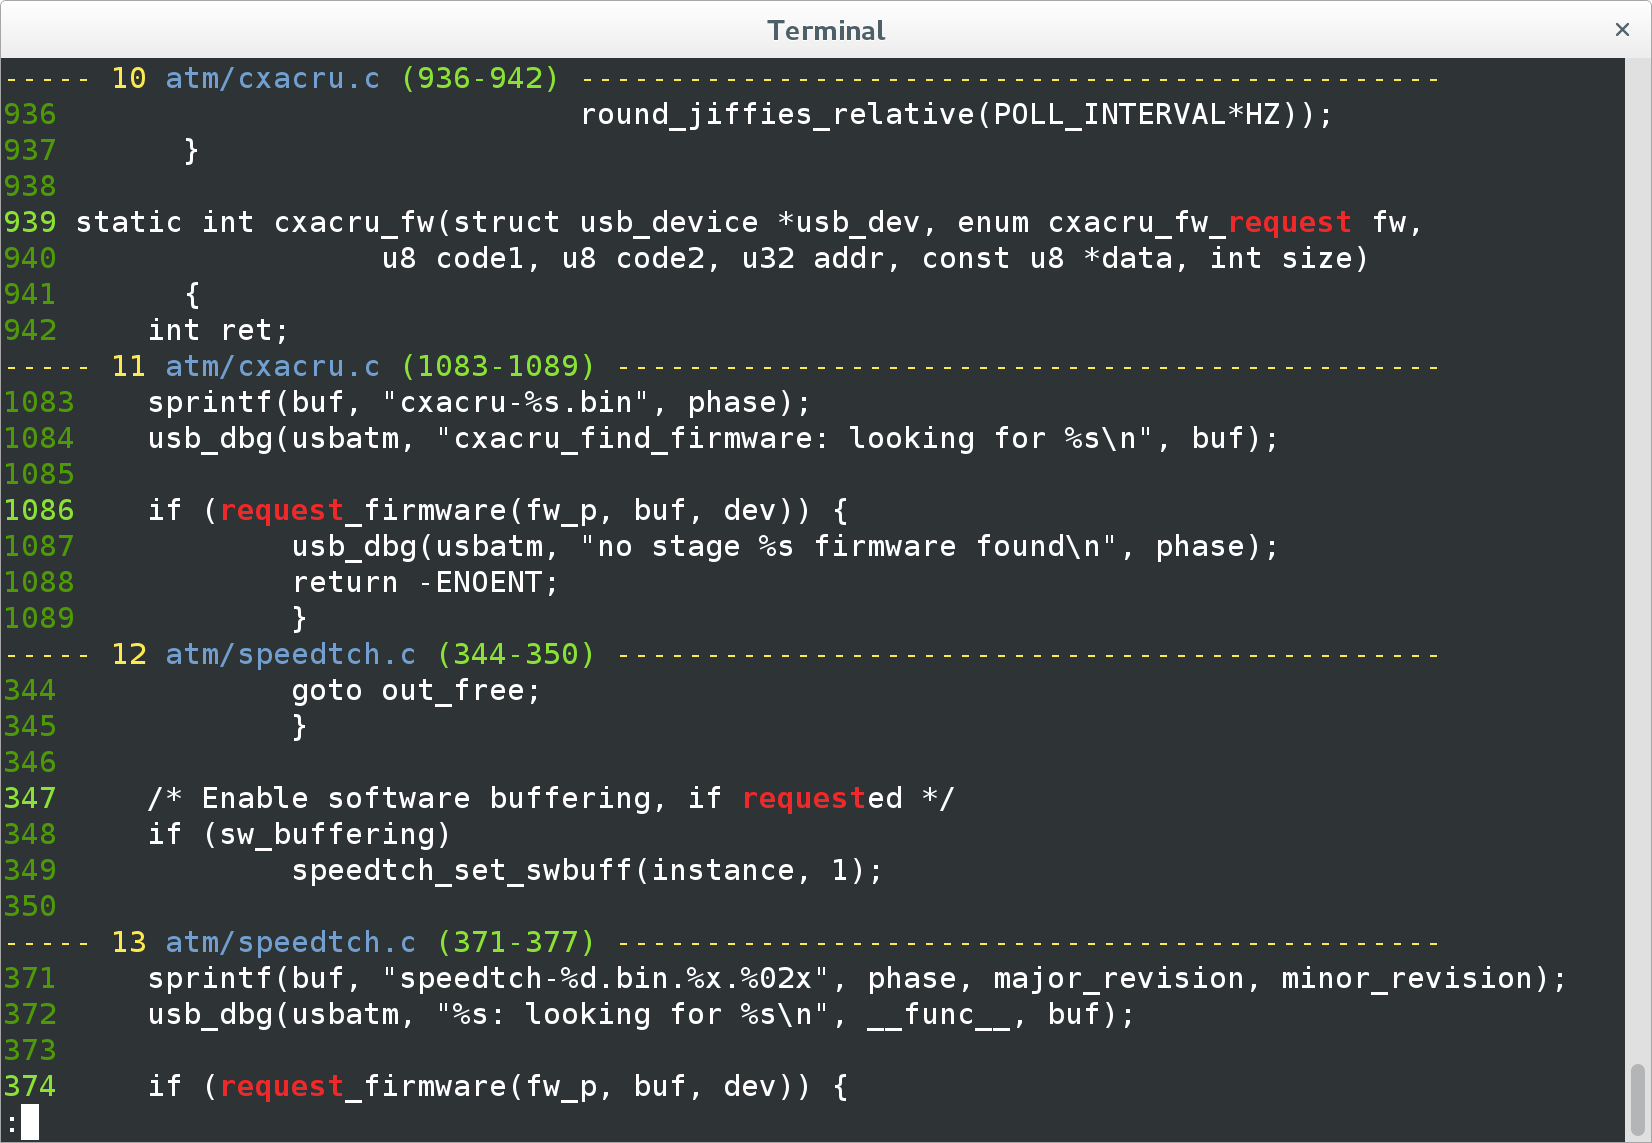 Terminal ×
----- 10 atm/cxacru.c (936-942) ------------------------------------------------
936                             round_jiffies_relative(POLL_INTERVAL*HZ));
937       }
938
939 static int cxacru_fw(struct usb_device *usb_dev, enum cxacru_fw_request fw,
940                  u8 code1, u8 code2, u32 addr, const u8 *data, int size)
941       {
942     int ret;
----- 11 atm/cxacru.c (1083-1089) ----------------------------------------------
1083    sprintf(buf, "cxacru-%s.bin", phase);
1084    usb_dbg(usbatm, "cxacru_find_firmware: looking for %s\n", buf);
1085
1086    if (request_firmware(fw_p, buf, dev)) {
1087            usb_dbg(usbatm, "no stage %s firmware found\n", phase);
1088            return -ENOENT;
1089            }
----- 12 atm/speedtch.c (344-350) ----------------------------------------------
344             goto out_free;
345             }
346
347     /* Enable software buffering, if requested */
348     if (sw_buffering)
349             speedtch_set_swbuff(instance, 1);
350
----- 13 atm/speedtch.c (371-377) ----------------------------------------------
371     sprintf(buf, "speedtch-%d.bin.%x.%02x", phase, major_revision, minor_revision);
372     usb_dbg(usbatm, "%s: looking for %s\n", __func__, buf);
373
374     if (request_firmware(fw_p, buf, dev)) {
: